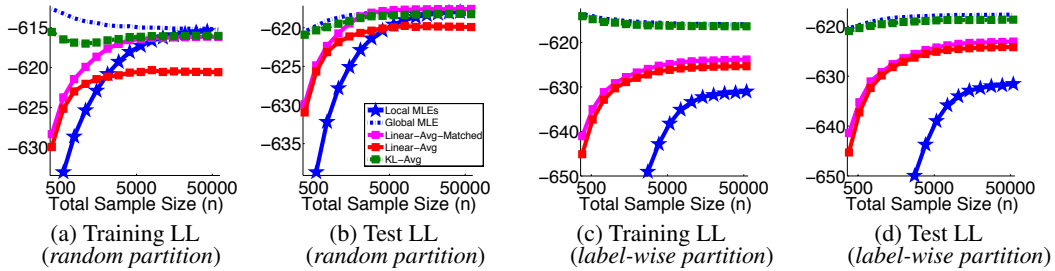 −615
−620
−625
−630
500 5000 50000
Total Sample Size (n)
(a) Training LL
(random partition)
−620
−625
−630
−635
Local MLEs
Global MLE
Linear−Avg−Matched
Linear−Avg
KL−Avg
500 5000 50000
Total Sample Size (n)
(b) Test LL
(random partition)
−620
−630
−640
−650
500 5000 50000
Total Sample Size (n)
(c) Training LL
(label-wise partition)
−620
−630
−640
−650
500 5000 50000
Total Sample Size (n)
(d) Test LL
(label-wise partition)